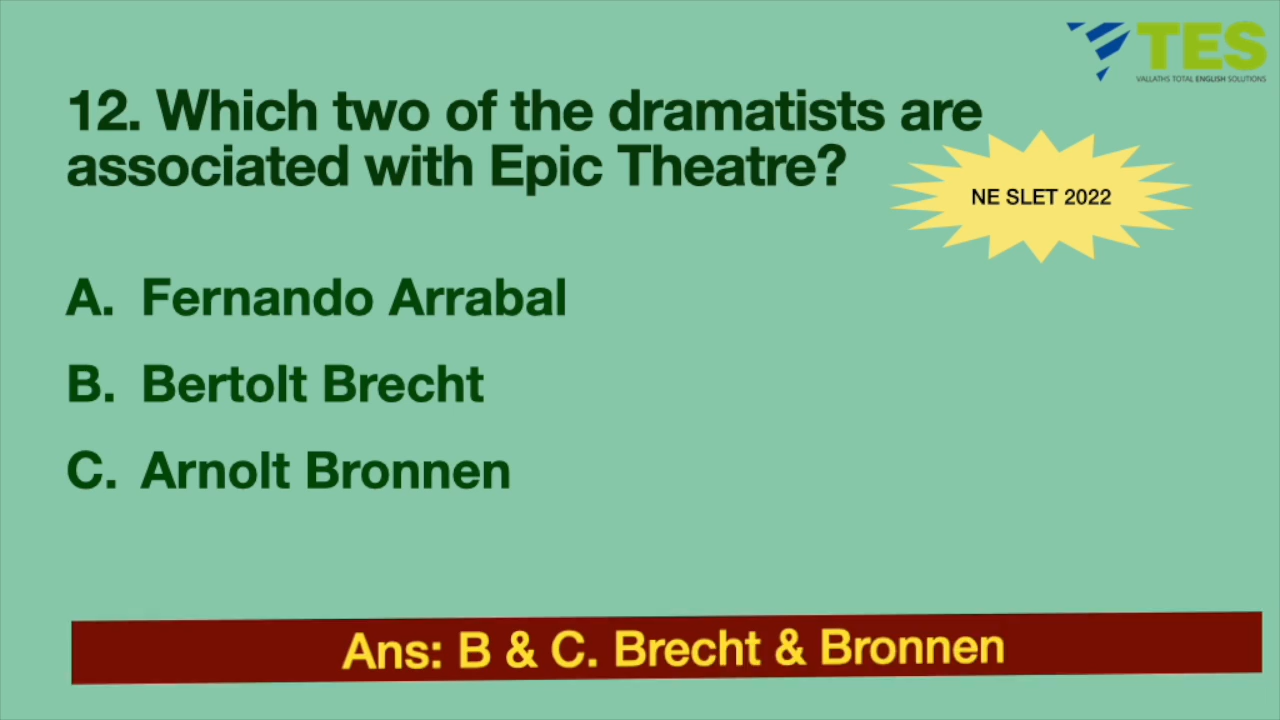 TES
VALLATHS TOTAL ENGLISH SOLUTIONS
12. Which two of the dramatists are
associated with Epic Theatre?
NE SLET 2022
A. Fernando Arrabal
B. Bertolt Brecht
C. Arnolt Bronnen
Ans: B & C. Brecht & Bronnen